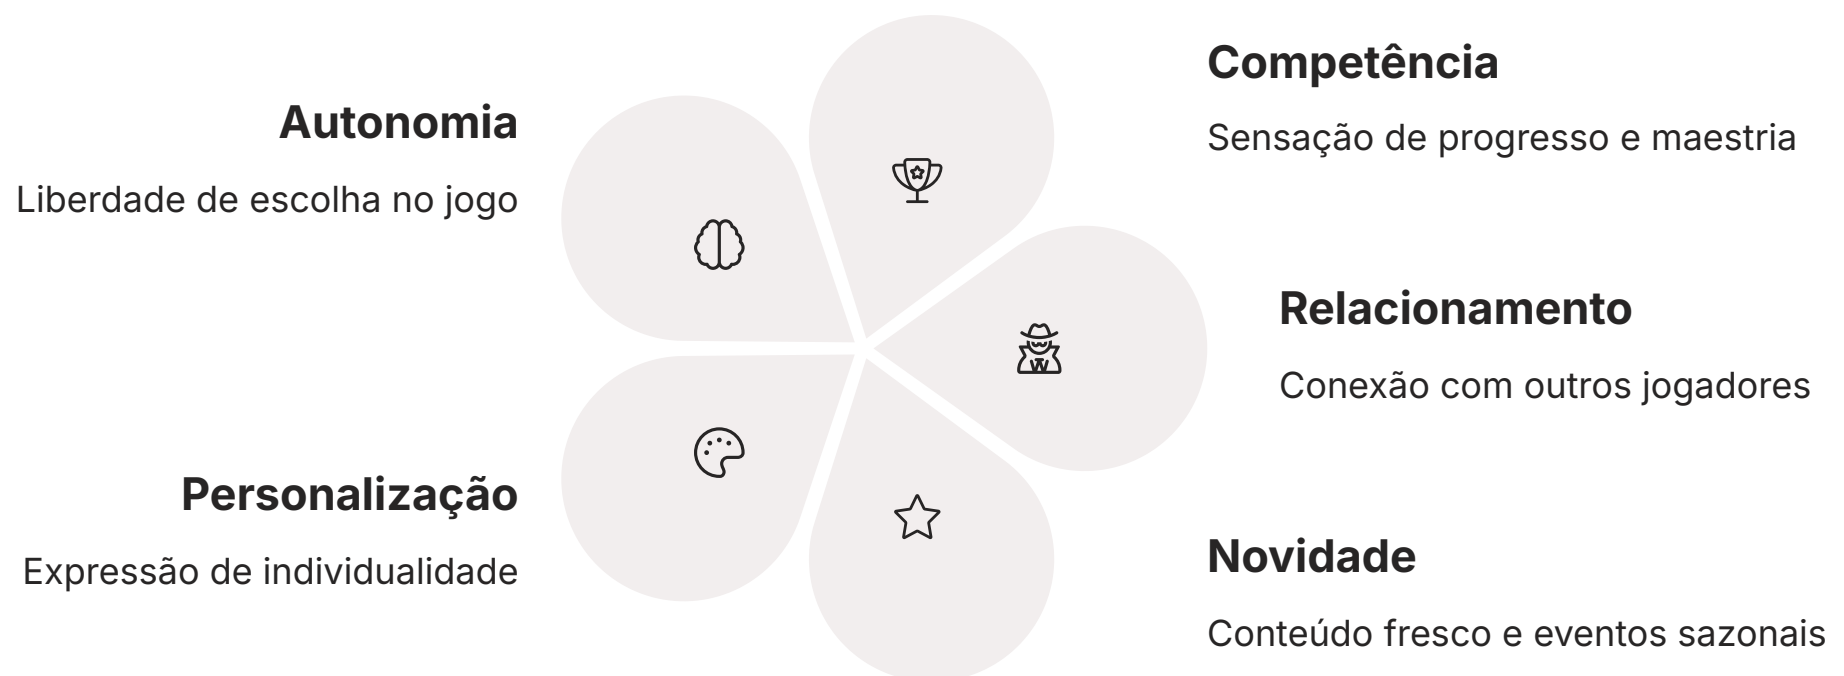 Autonomia
Liberdade de escolha no jogo
Competência
Sensação de progresso e maestria
Relacionamento
Conexão com outros jogadores
Personalização
Expressão de individualidade
Novidade
Conteúdo fresco e eventos sazonais